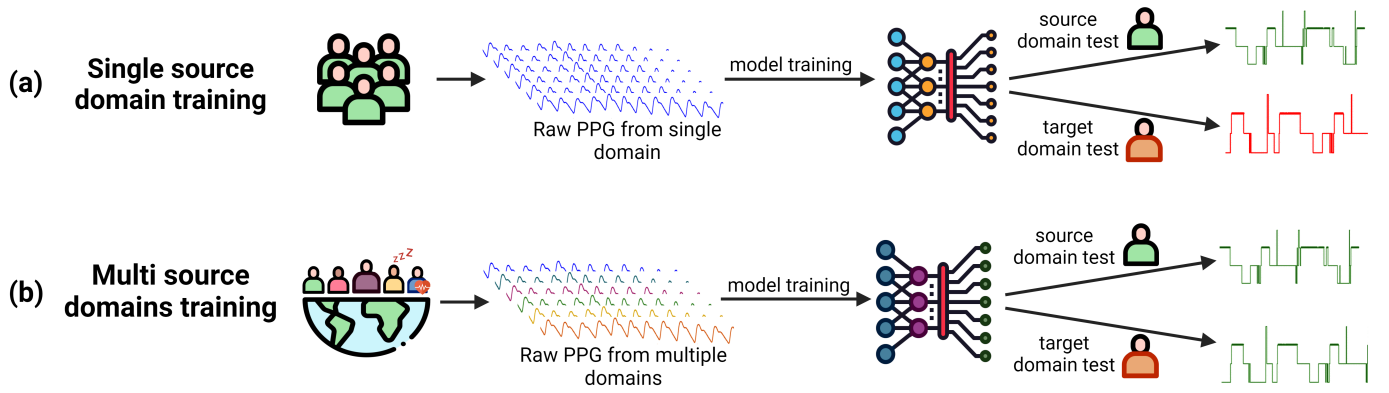 (a)
Single source
domain training
Raw PPG from single
domain
model training
source
domain test
target
domain test
(b)
Multi source
domains training
zzZ
Raw PPG from multiple
domains
model training
source
domain test
target
domain test